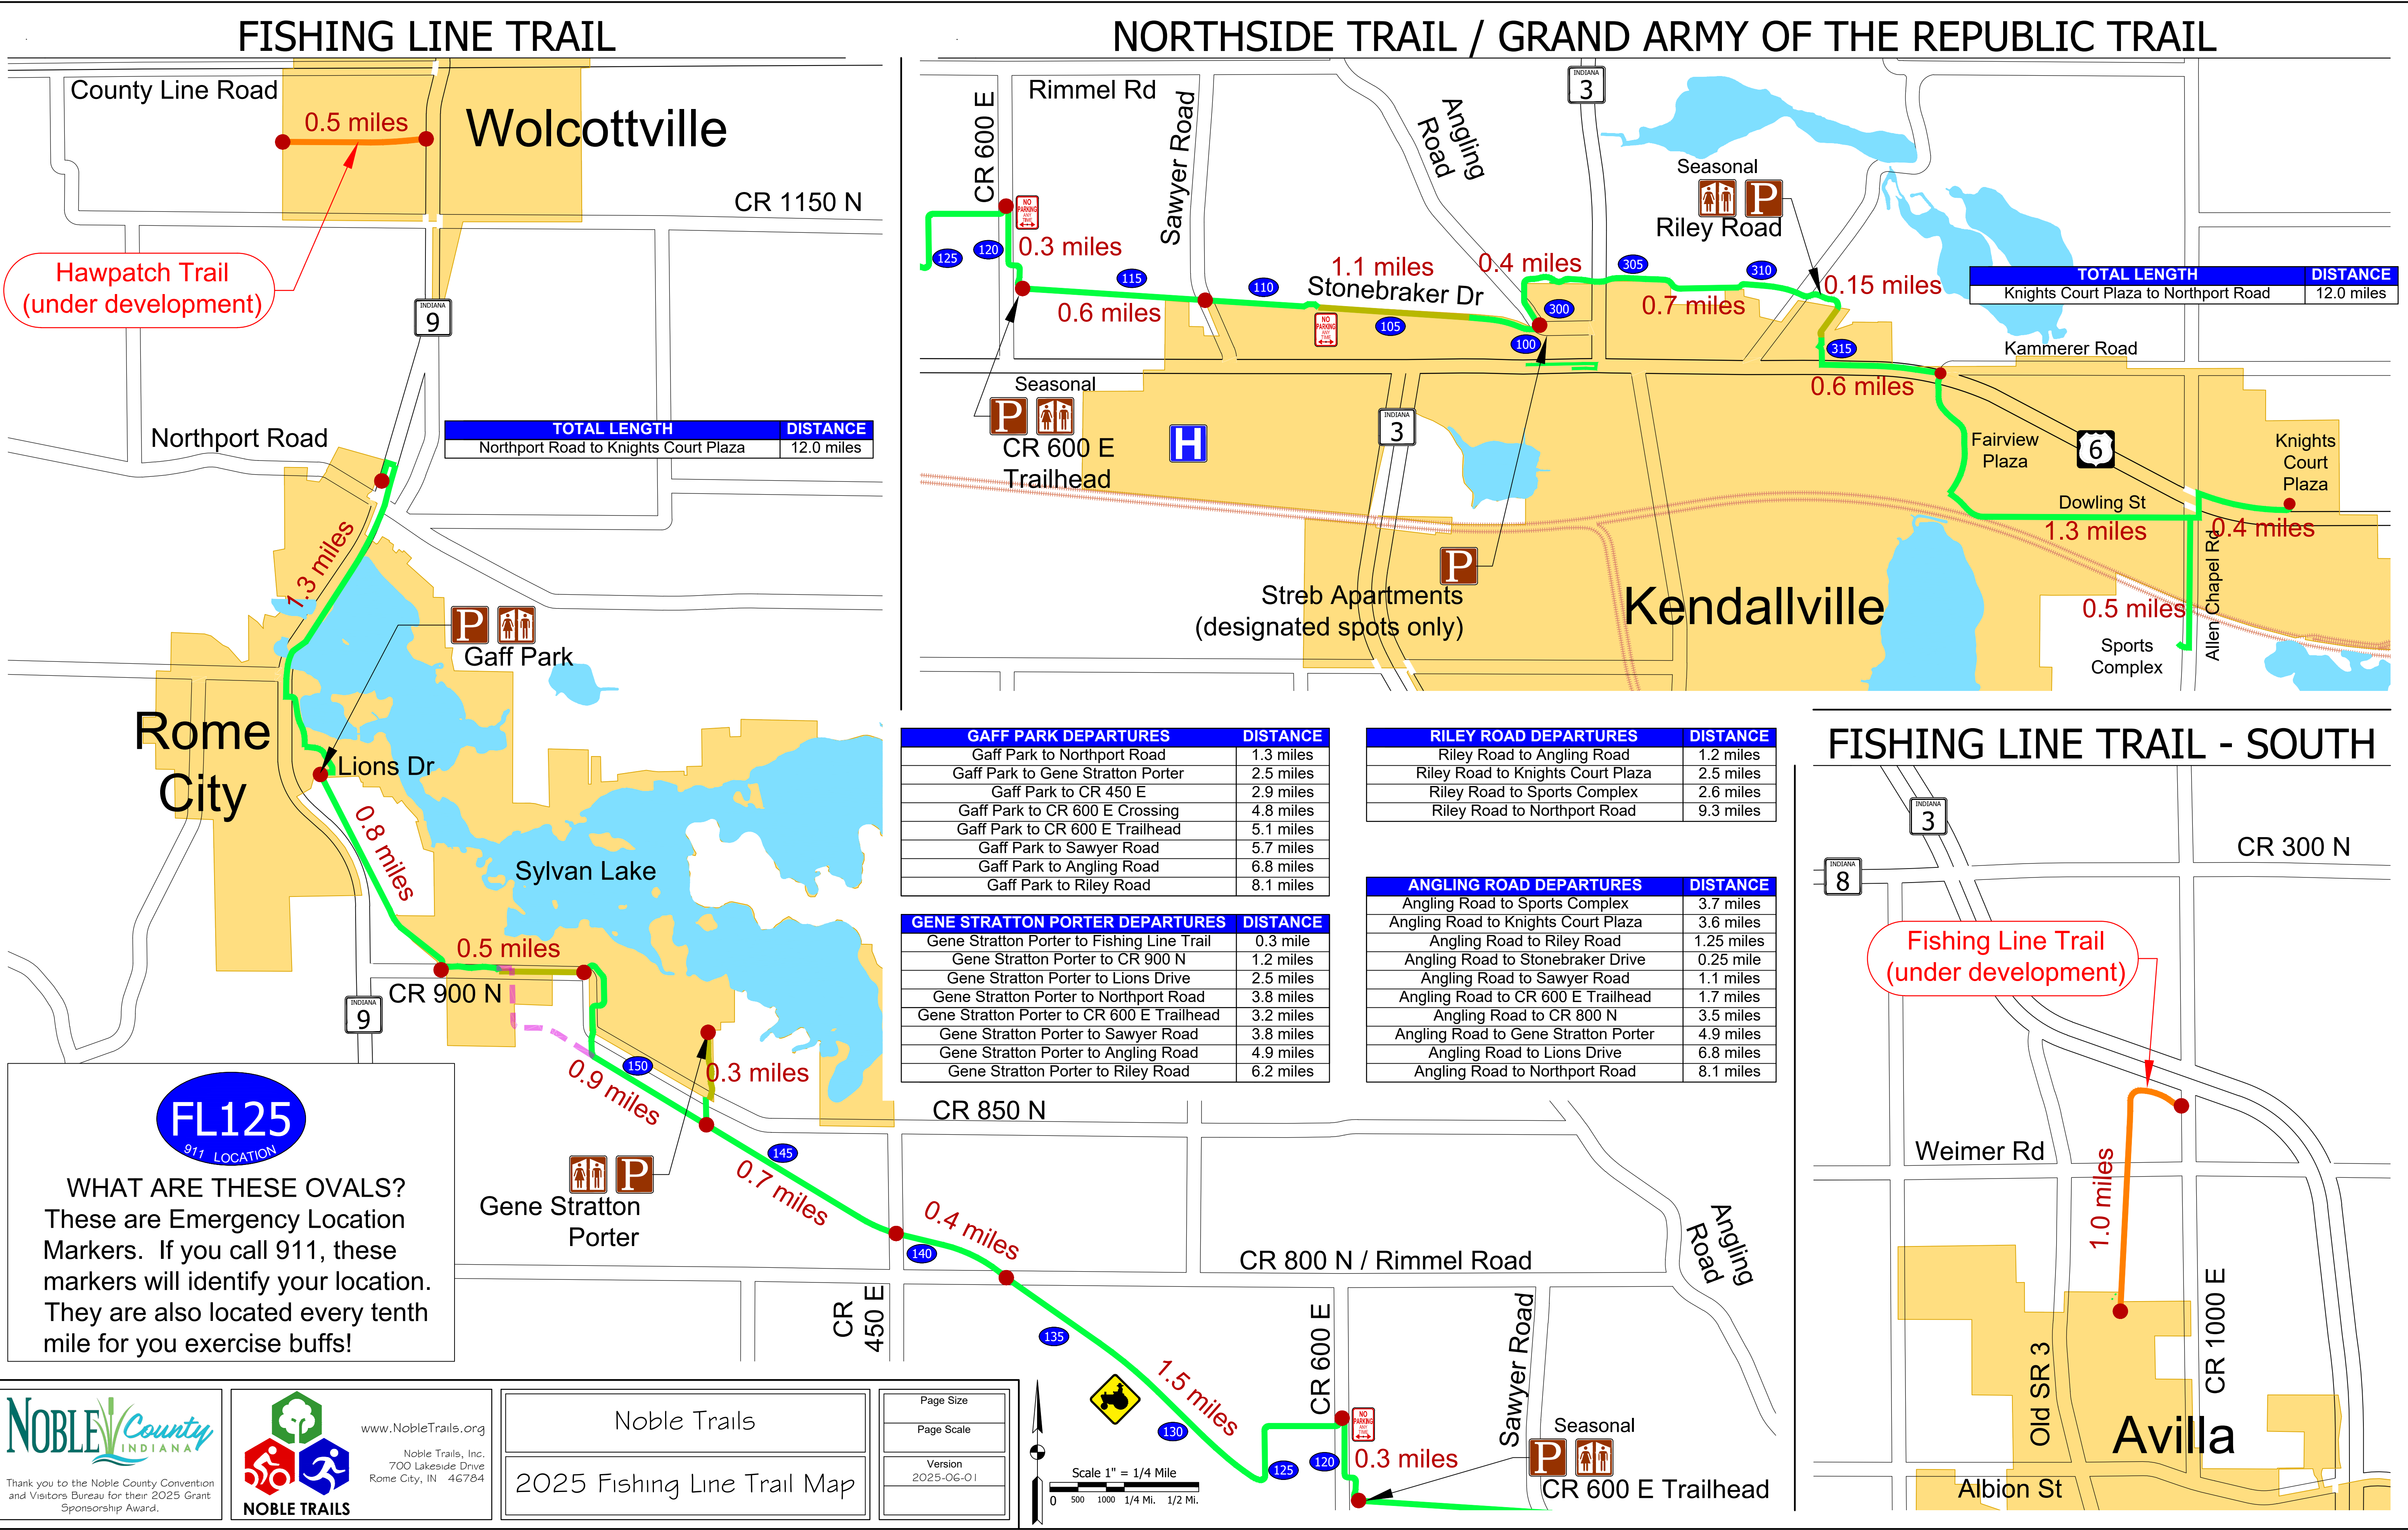 FISHING LINE TRAIL
County Line Road
0.5 miles
Wolcottville
CR 1150 N
Hawpatch Trail
(under development)
INDIANA
9
Northport Road
TOTAL LENGTH DISTANCE
Northport Road to Knights Court Plaza 12.0 miles
1.3 miles
P
Gaff Park
Rome
City
Lions Dr
0.8 miles
Sylvan Lake
0.5 miles
CR 900 N
INDIANA
9
150
0.9 miles
0.3 miles
CR 850 N
P
Gene Stratton
Porter
145
0.7 miles
0.4 miles
140
CR 800 N / Rimmel Road
Angling
Road
CR
450 E
135
1.5 miles
130
125
120
CR 600 E
NO
PARKING
ANY
TIME
0.3 miles
Sawyer Road
Seasonal
P
CR 600 E Trailhead
NORTHSIDE TRAIL / GRAND ARMY OF THE REPUBLIC TRAIL
CR 600 E
Rimmel Rd
Sawyer Road
Angling
Road
INDIANA
3
Seasonal
P
Riley Road
NO
PARKING
ANY
TIME
125
120
0.3 miles
115
0.6 miles
110
1.1 miles
Stonebraker Dr
NO
PARKING
ANY
TIME
105
0.4 miles
300
100
305
0.7 miles
310
0.15 miles
TOTAL LENGTH DISTANCE
Knights Court Plaza to Northport Road 12.0 miles
315
0.6 miles
Kammerer Road
Seasonal
P
CR 600 E
Trailhead
H
INDIANA
3
Fairview
Plaza
6
Knights
Court
Plaza
Dowling St
1.3 miles
0.4 miles
Allen Chapel Rd
P
Streb Apartments
(designated spots only)
Kendallville
0.5 miles
Sports
Complex
GAFF PARK DEPARTURES DISTANCE
Gaff Park to Northport Road 1.3 miles
Gaff Park to Gene Stratton Porter 2.5 miles
Gaff Park to CR 450 E 2.9 miles
Gaff Park to CR 600 E Crossing 4.8 miles
Gaff Park to CR 600 E Trailhead 5.1 miles
Gaff Park to Sawyer Road 5.7 miles
Gaff Park to Angling Road 6.8 miles
Gaff Park to Riley Road 8.1 miles
GENE STRATTON PORTER DEPARTURES DISTANCE
Gene Stratton Porter to Fishing Line Trail 0.3 mile
Gene Stratton Porter to CR 900 N 1.2 miles
Gene Stratton Porter to Lions Drive 2.5 miles
Gene Stratton Porter to Northport Road 3.8 miles
Gene Stratton Porter to CR 600 E Trailhead 3.2 miles
Gene Stratton Porter to Sawyer Road 3.8 miles
Gene Stratton Porter to Angling Road 4.9 miles
Gene Stratton Porter to Riley Road 6.2 miles
RILEY ROAD DEPARTURES DISTANCE
Riley Road to Angling Road 1.2 miles
Riley Road to Knights Court Plaza 2.5 miles
Riley Road to Sports Complex 2.6 miles
Riley Road to Northport Road 9.3 miles
ANGLING ROAD DEPARTURES DISTANCE
Angling Road to Sports Complex 3.7 miles
Angling Road to Knights Court Plaza 3.6 miles
Angling Road to Riley Road 1.25 miles
Angling Road to Stonebraker Drive 0.25 mile
Angling Road to Sawyer Road 1.1 miles
Angling Road to CR 600 E Trailhead 1.7 miles
Angling Road to CR 800 N 3.5 miles
Angling Road to Gene Stratton Porter 4.9 miles
Angling Road to Lions Drive 6.8 miles
Angling Road to Northport Road 8.1 miles
FISHING LINE TRAIL - SOUTH
INDIANA
3
INDIANA
8
CR 300 N
Fishing Line Trail
(under development)
Weimer Rd
1.0 miles
Old SR 3
CR 1000 E
Avilla
Albion St
FL125
911 LOCATION
WHAT ARE THESE OVALS?
These are Emergency Location
Markers. If you call 911, these
markers will identify your location.
They are also located every tenth
mile for you exercise buffs!
NOBLE County
INDIANA
Thank you to the Noble County Convention
and Visitors Bureau for their 2025 Grant
Sponsorship Award.
NOBLE TRAILS
www.NobleTrails.org
Noble Trails, Inc.
700 Lakeside Drive
Rome City, IN 46784
Noble Trails
2025 Fishing Line Trail Map
Page Size
Page Scale
Version
2025-06-01
Scale 1" = 1/4 Mile
0 500 1000 1/4 Mi. 1/2 Mi.